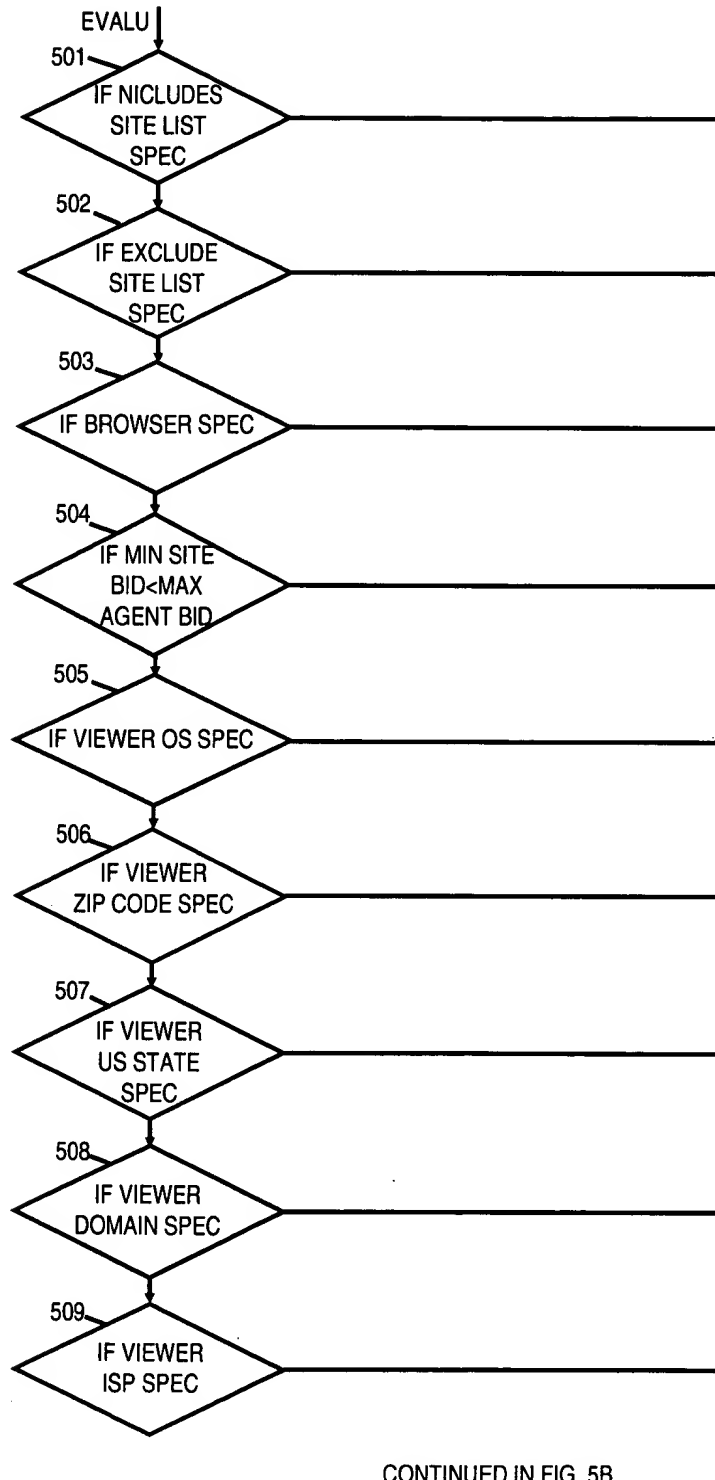 EVALU
501
IF NICLUDES
SITE LIST
SPEC
502
IF EXCLUDE
SITE LIST
SPEC
503
IF BROWSER SPEC
504
IF MIN SITE
BID<MAX
AGENT BID
505
IF VIEWER OS SPEC
506
IF VIEWER
ZIP CODE SPEC
507
IF VIEWER
US STATE
SPEC
508
IF VIEWER
DOMAIN SPEC
509
IF VIEWER
ISP SPEC
CONTINUED IN FIG. 5B